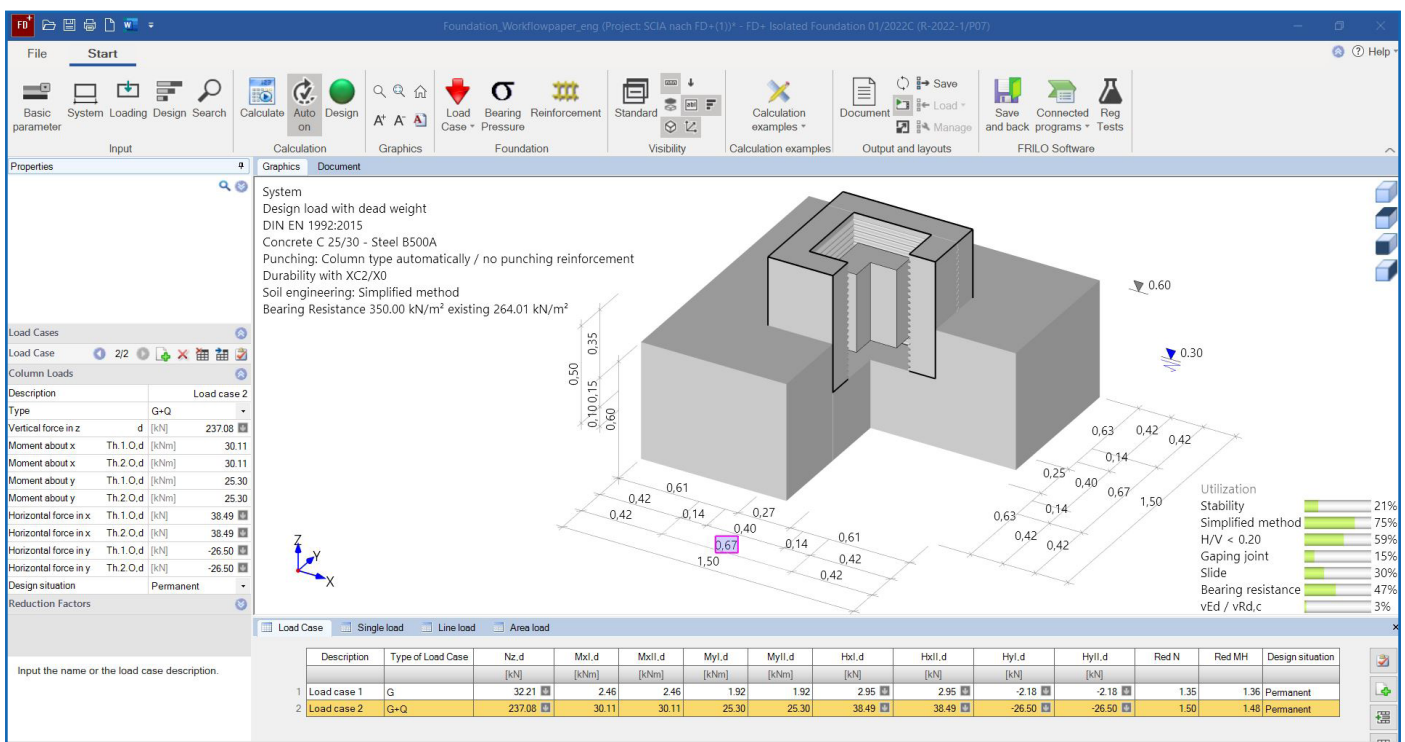 FD+ Foundation_Workflowpaper_eng (Project: SCIA nach FD+(1))* - FD+ Isolated Foundation 01/2022C (R-2022-1/P07)
File Start Help
Basic parameter System Loading Design Search Calculate Auto on Design A+ A- A Load Case Bearing Pressure Reinforcement Standard Calculation examples Document Save Load Manage Save and back Connected programs Reg Tests
Input Calculation Graphics Foundation Visibility Calculation examples Output and layouts FRILO Software
Properties
Graphics Document
System
Design load with dead weight
DIN EN 1992:2015
Concrete C 25/30 - Steel B500A
Punching: Column type automatically / no punching reinforcement
Durability with XC2/X0
Soil engineering: Simplified method
Bearing Resistance 350.00 kN/m² existing 264.01 kN/m²
0.60
0.30
0,35
0,50
0,15
0,10
0,60
0,61
0,42
0,42 0,14 0,27
0,40
0,67 0,14 0,61
1,50 0,42
0,42
0,63 0,42 0,42
0,14
0,25 0,40 0,67 1,50
0,63 0,14
0,42 0,42
Z
Y
X
Utilization
Stability 21%
Simplified method 75%
H/V < 0.20 59%
Gaping joint 15%
Slide 30%
Bearing resistance 47%
vEd / vRd,c 3%
Load Cases
Load Case 2/2
Column Loads
Description Load case 2
Type G+Q
Vertical force in z d [kN] 237.08
Moment about x Th.1.O,d [kNm] 30.11
Moment about x Th.2.O,d [kNm] 30.11
Moment about y Th.1.O,d [kNm] 25.30
Moment about y Th.2.O,d [kNm] 25.30
Horizontal force in x Th.1.O,d [kN] 38.49
Horizontal force in x Th.2.O,d [kN] 38.49
Horizontal force in y Th.1.O,d [kN] -26.50
Horizontal force in y Th.2.O,d [kN] -26.50
Design situation Permanent
Reduction Factors
Input the name or the load case description.
Load Case Single load Line load Area load
Description Type of Load Case Nz,d MxI,d MxII,d MyI,d MyII,d HxI,d HxII,d HyI,d HyII,d Red N Red MH Design situation
[kN] [kNm] [kNm] [kNm] [kNm] [kN] [kN] [kN] [kN]
1 Load case 1 G 32.21 2.46 2.46 1.92 1.92 2.95 2.95 -2.18 -2.18 1.35 1.36 Permanent
2 Load case 2 G+Q 237.08 30.11 30.11 25.30 25.30 38.49 38.49 -26.50 -26.50 1.50 1.48 Permanent